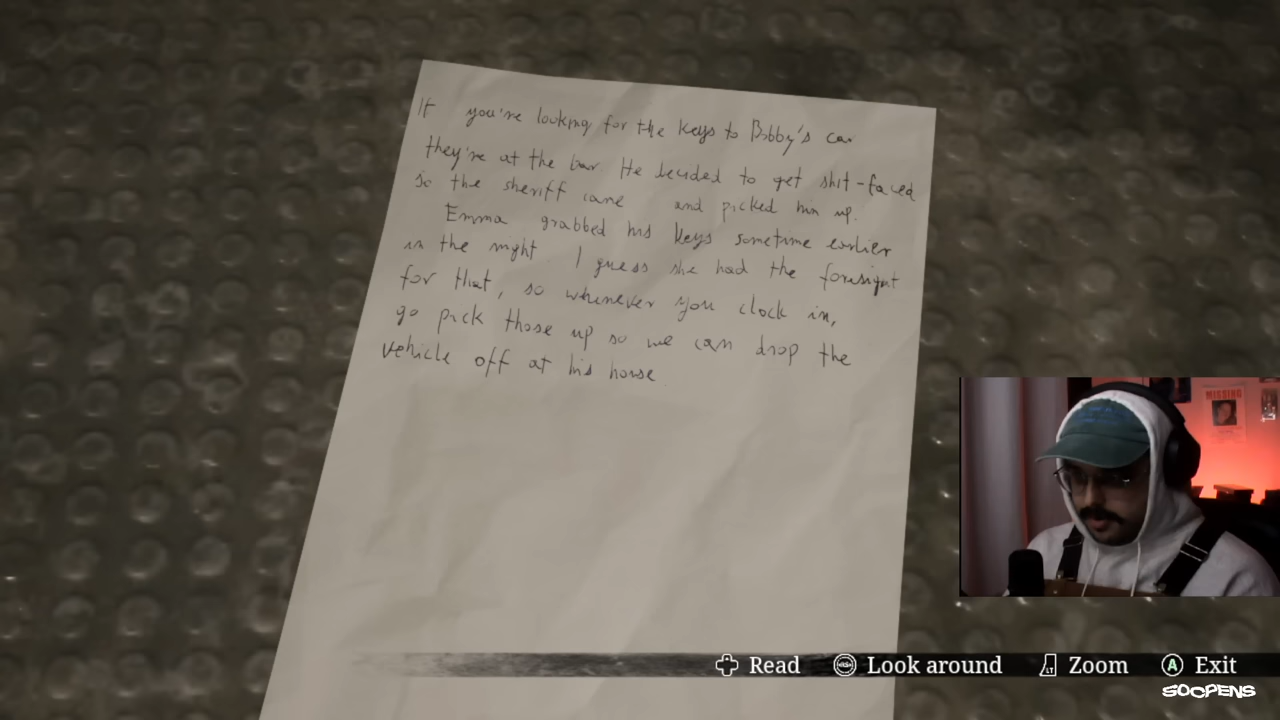 If you're looking for the keys to Bobby's car
they're at the bar. He decided to get shit-faced
so the sheriff came and picked him up.
Emma grabbed his keys sometime earlier
in the night. I guess she had the foresight
for that, so whenever you clock in,
go pick those up so we can drop the
vehicle off at his house
MISSING
Read
Look around
LT
Zoom
A
Exit
SOCPENS